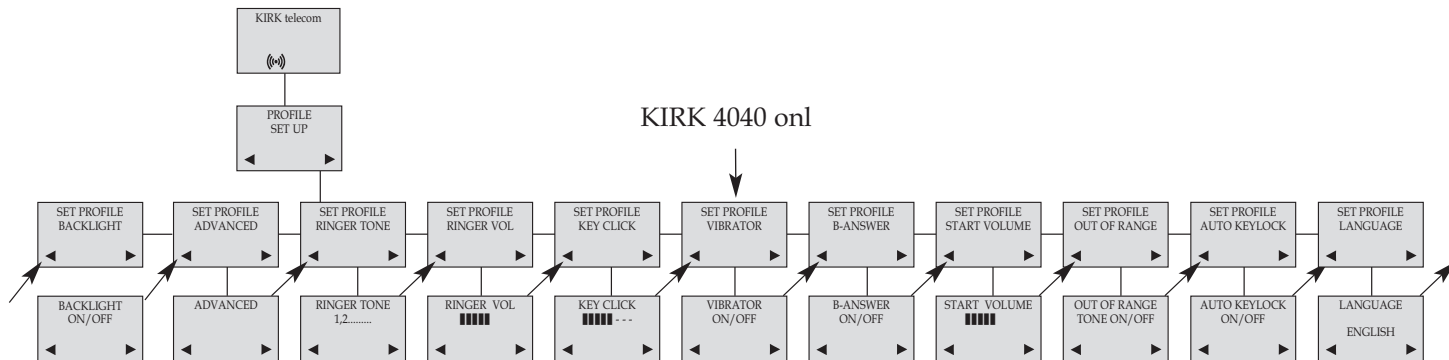 KIRK telecom
PROFILE
SET UP
KIRK 4040 onl
SET PROFILE
BACKLIGHT
SET PROFILE
ADVANCED
SET PROFILE
RINGER TONE
SET PROFILE
RINGER VOL
SET PROFILE
KEY CLICK
SET PROFILE
VIBRATOR
SET PROFILE
B-ANSWER
SET PROFILE
START VOLUME
SET PROFILE
OUT OF RANGE
SET PROFILE
AUTO KEYLOCK
SET PROFILE
LANGUAGE
BACKLIGHT
ON/OFF
ADVANCED
RINGER TONE
1,2.........
RINGER VOL
KEY CLICK
- - -
VIBRATOR
ON/OFF
B-ANSWER
ON/OFF
START VOLUME
OUT OF RANGE
TONE ON/OFF
AUTO KEYLOCK
ON/OFF
LANGUAGE
ENGLISH